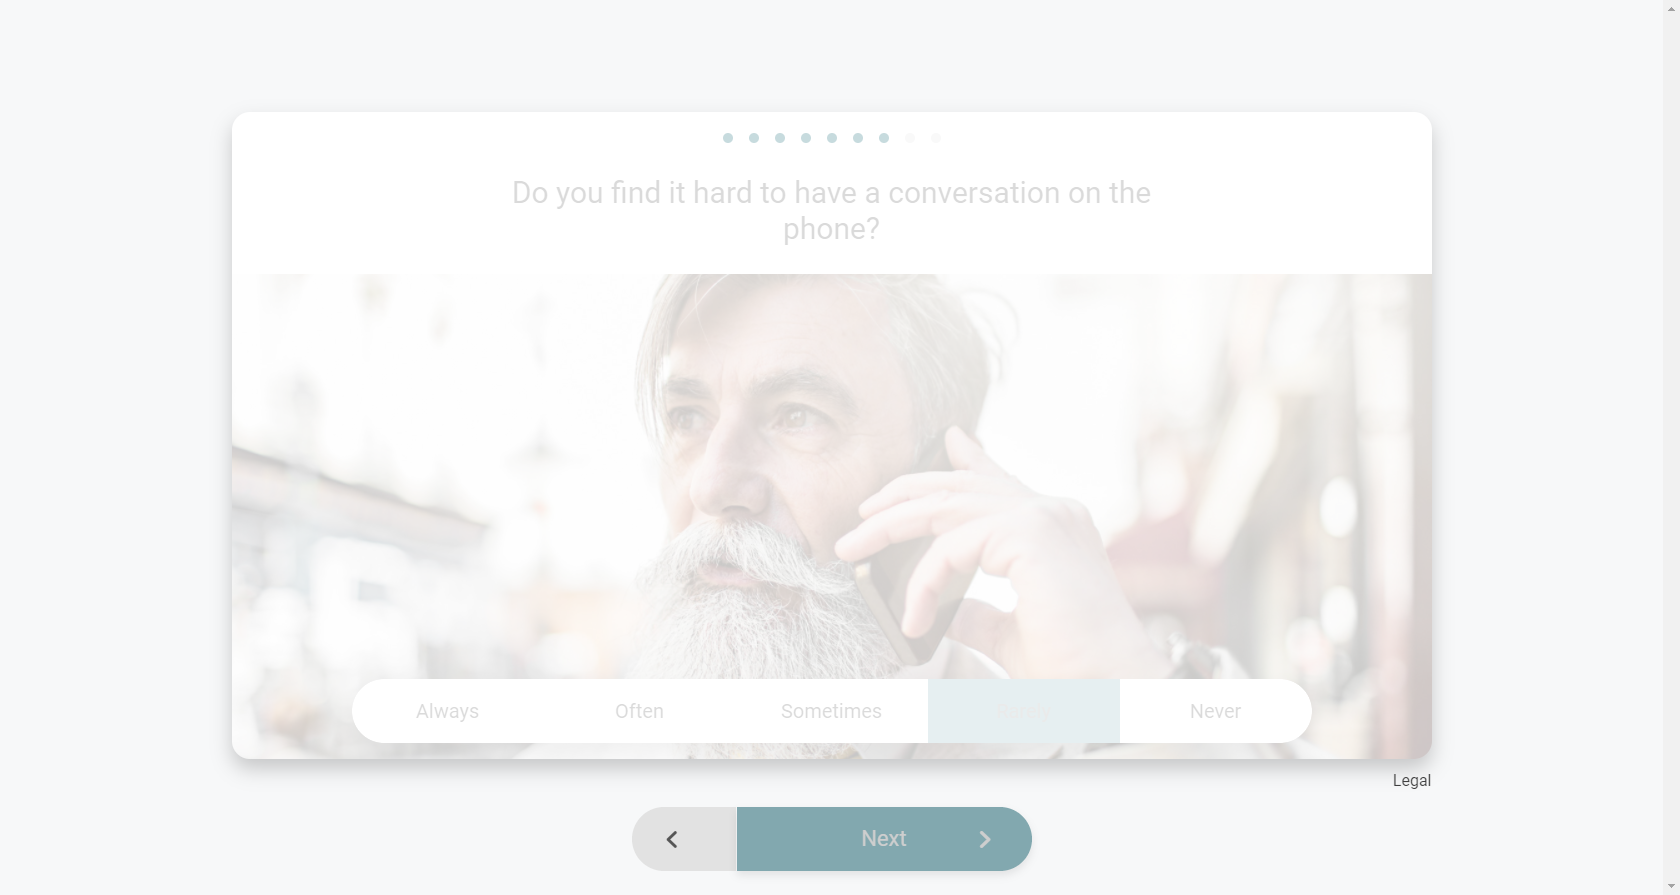 Do you find it hard to have a conversation on the
phone?
Always
Often
Sometimes
Rarely
Never
Legal
Next